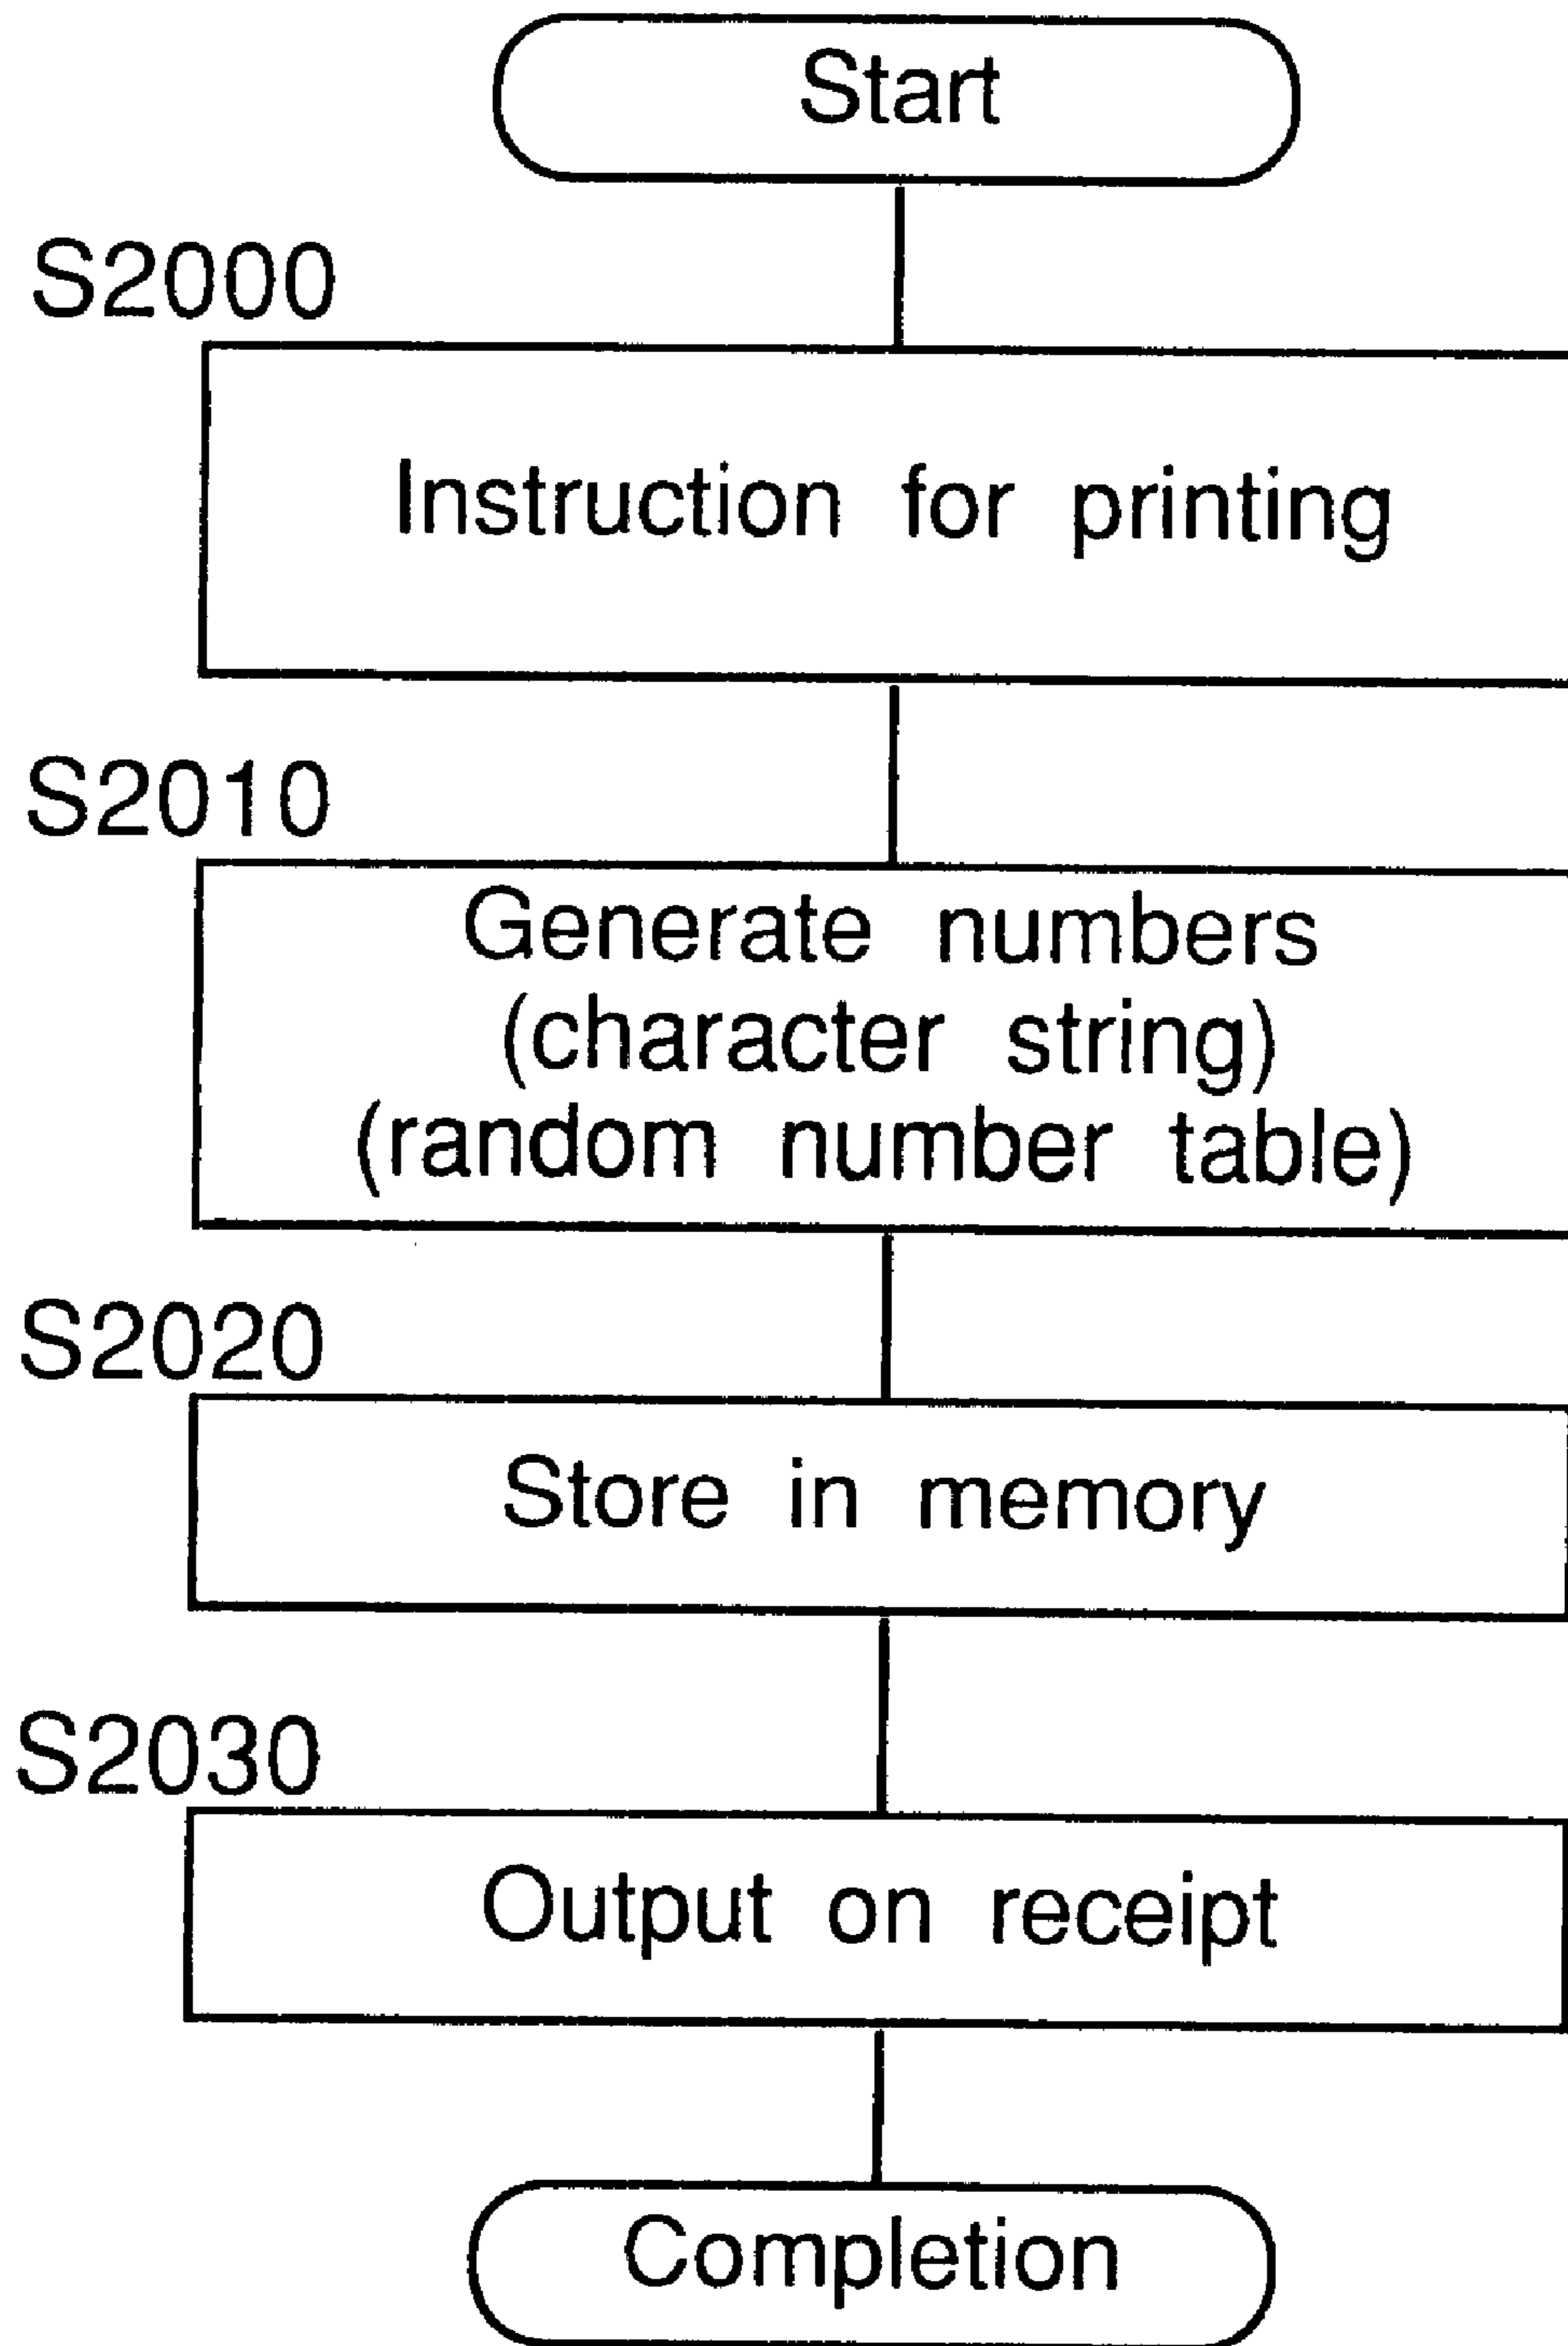 Start
S2000
Instruction for printing
S2010
Generate numbers
(character string)
(random number table)
S2020
Store in memory
S2030
Output on receipt
Completion